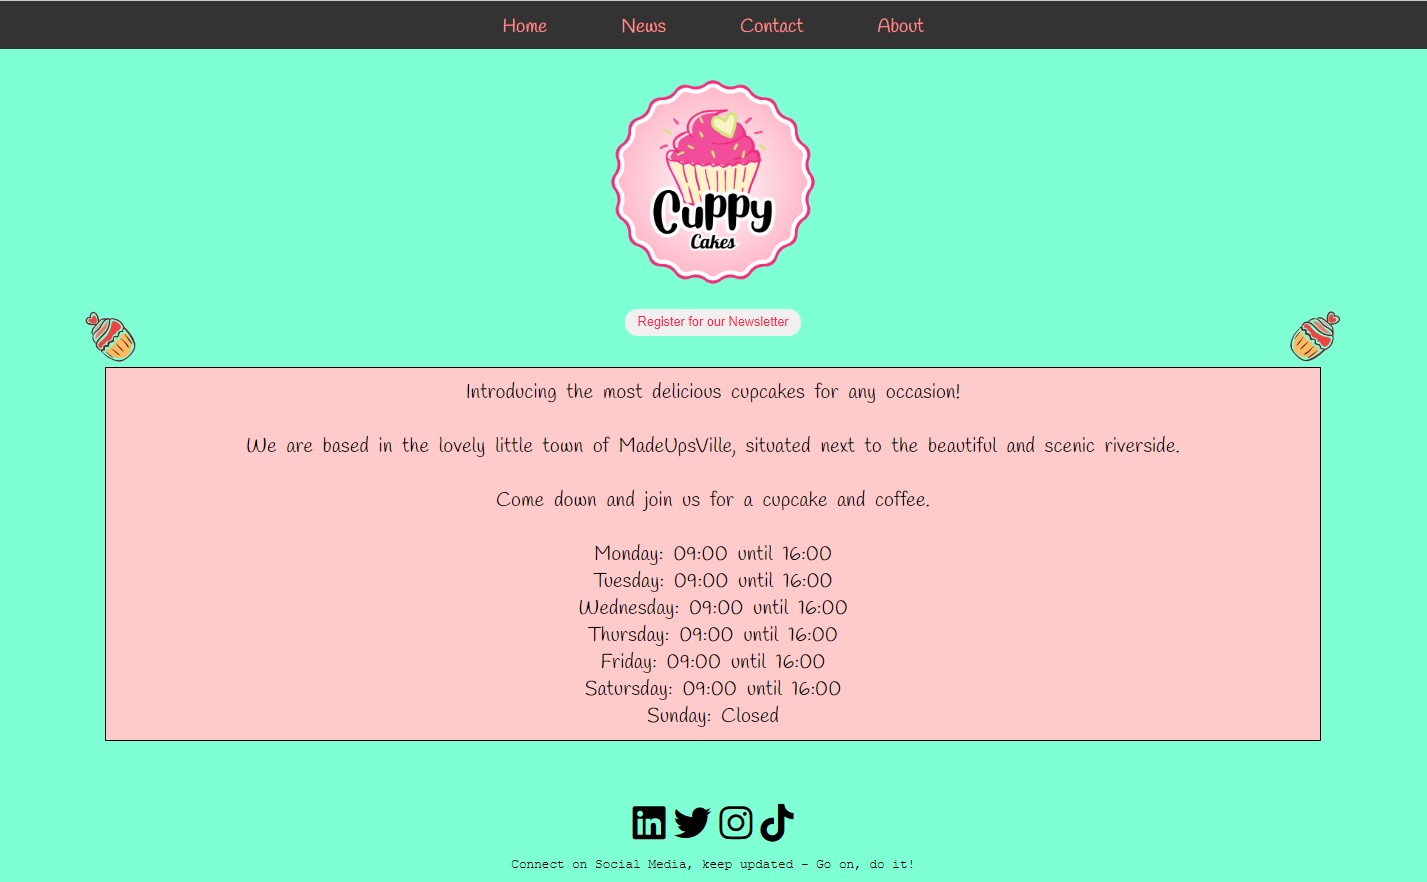 Home News Contact About
Cuppy
Cakes
Register for our Newsletter
Introducing the most delicious cupcakes for any occasion!
We are based in the lovely little town of MadeUpsVille, situated next to the beautiful and scenic riverside.
Come down and join us for a cupcake and coffee.
Monday: 09:00 until 16:00
Tuesday: 09:00 until 16:00
Wednesday: 09:00 until 16:00
Thursday: 09:00 until 16:00
Friday: 09:00 until 16:00
Satursday: 09:00 until 16:00
Sunday: Closed
in
Connect on Social Media, keep updated - Go on, do it!